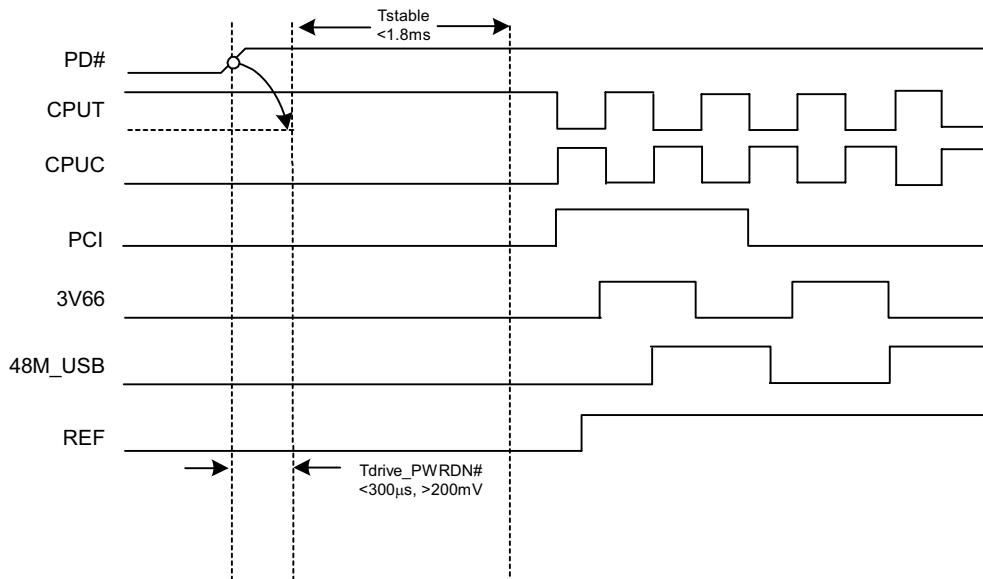 Tstable
<1.8ms
PD#
CPUT
CPUC
PCI
3V66
48M_USB
REF
Tdrive_PWRDN#
<300μs, >200mV